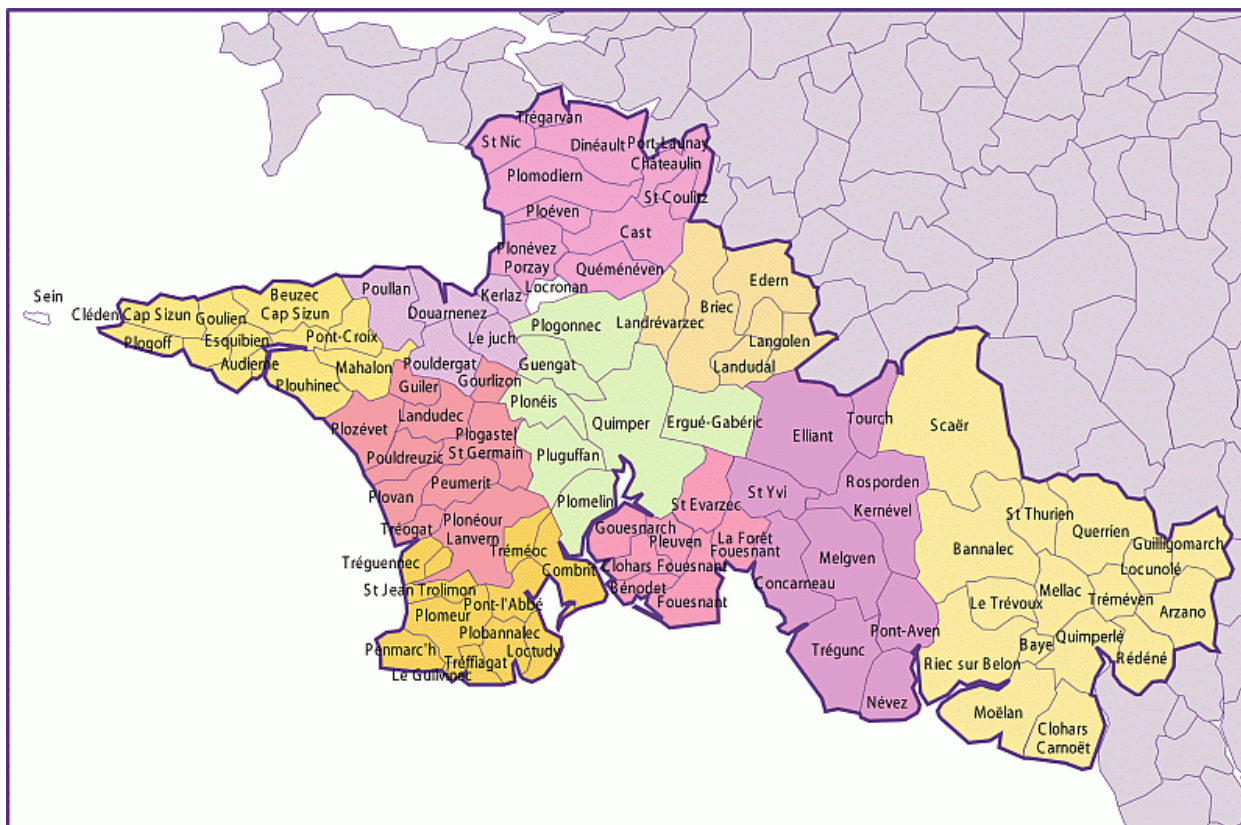 Trégarvan
St Nic
Dinéault
Port-Launay
Chateaulin
Plomodiern
St Coulitz
Ploéven
Cast
Plonévez
Porzay
Quéménéven
Locronan
Edern
Briec
Landrévarzec
Langolen
Landudal
Sein
Cléden Cap Sizun
Beuzec
Cap Sizun
Goulien
Plogoff
Esquibien
Pont-Croix
Audierne
Mahalon
Plouhinec
Poullan
Kerlaz
Douarnenez
Le juch
Pouldergat
Plogonnec
Guengat
Gourlizon
Guiler
Plonéis
Quimper
Ergué-Gabéric
Landudec
Plozévet
Plogastel
St Germain
Pouldreuzic
Pluguffan
Peumerit
Plovan
Plomelin
Tréogat
Plonéour
Lanvern
Tréméoc
Tréguennec
Combrit
St Jean Trolimon
Pont-l'Abbé
Plomeur
Plobannalec
Penmarc'h
Loctudy
Treffiagat
Le Guilvinec
Elliant
Tourch
Scaër
St Evarzec
St Yvi
Rosporden
Kernével
Gouesnarch
Pleuven
La Forêt
Fouesnant
Clohars Fouesnant
Bénodet
Fouesnant
Concarneau
Melgven
Pont-Aven
Trégunc
Névez
St Thurien
Querrien
Bannalec
Guilligomarch
Locunolé
Mellac
Le Trévoux
Tréméven
Arzano
Baye
Quimperlé
Rédéné
Riec sur Belon
Moëlan
Clohars
Carnoët